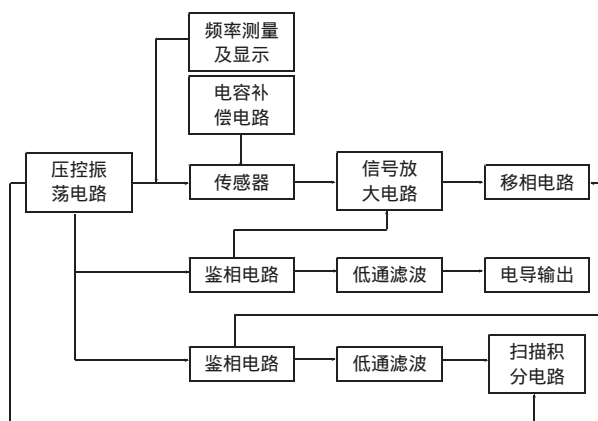 频率测量
及显示
电容补
偿电路
压控振
荡电路
传感器
信号放
大电路
移相电路
鉴相电路
低通滤波
电导输出
鉴相电路
低通滤波
扫描积
分电路